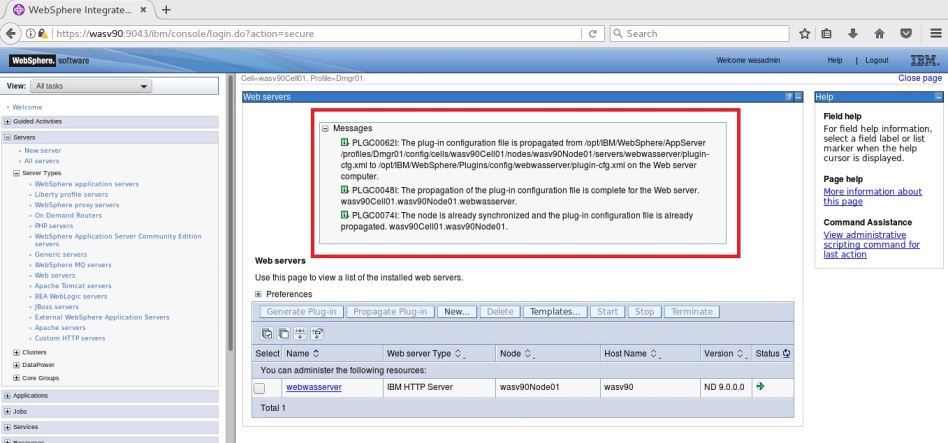 WebSphere Integrate...
https://wasv90:9043/ibm/console/login.do?action=secure
Search
WebSphere. software
Welcome wasadmin
Help | Logout
IBM.
View: All tasks
Cell=wasv90Cell01, Profile=Dmgr01
Close page
Welcome
Guided Activities
Servers
New server
All servers
Server Types
WebSphere application servers
Liberty profile servers
WebSphere proxy servers
On Demand Routers
PHP servers
WebSphere Application Server Community Edition
servers
Generic servers
WebSphere MQ servers
Web servers
Apache Tomcat servers
BEA WebLogic servers
JBoss servers
External WebSphere Application Servers
Apache servers
Custom HTTP servers
Clusters
DataPower
Core Groups
Applications
Jobs
Services
Web servers
Messages
PLGC0062I: The plug-in configuration file is propagated from /opt/IBM/WebSphere/AppServer
/profiles/Dmgr01/config/cells/wasv90Cell01/nodes/wasv90Node01/servers/webwasserver/plugin-
cfg.xml to /opt/IBM/WebSphere/Plugins/config/webwasserver/plugin-cfg.xml on the Web server
computer.
PLGC0048I: The propagation of the plug-in configuration file is complete for the Web server.
wasv90Cell01.wasv90Node01.webwasserver.
PLGC0074I: The node is already synchronized and the plug-in configuration file is already
propagated. wasv90Cell01.wasv90Node01.
Web servers
Use this page to view a list of the installed web servers.
Preferences
Generate Plug-in Propagate Plug-in New... Delete Templates... Start Stop Terminate
Select Name Web server Type Node Host Name Version Status
You can administer the following resources:
webwasserver IBM HTTP Server wasv90Node01 wasv90 ND 9.0.0.0
Total 1
Help
Field help
For field help information,
select a field label or list
marker when the help
cursor is displayed.
Page help
More information about
this page
Command Assistance
View administrative
scripting command for
last action